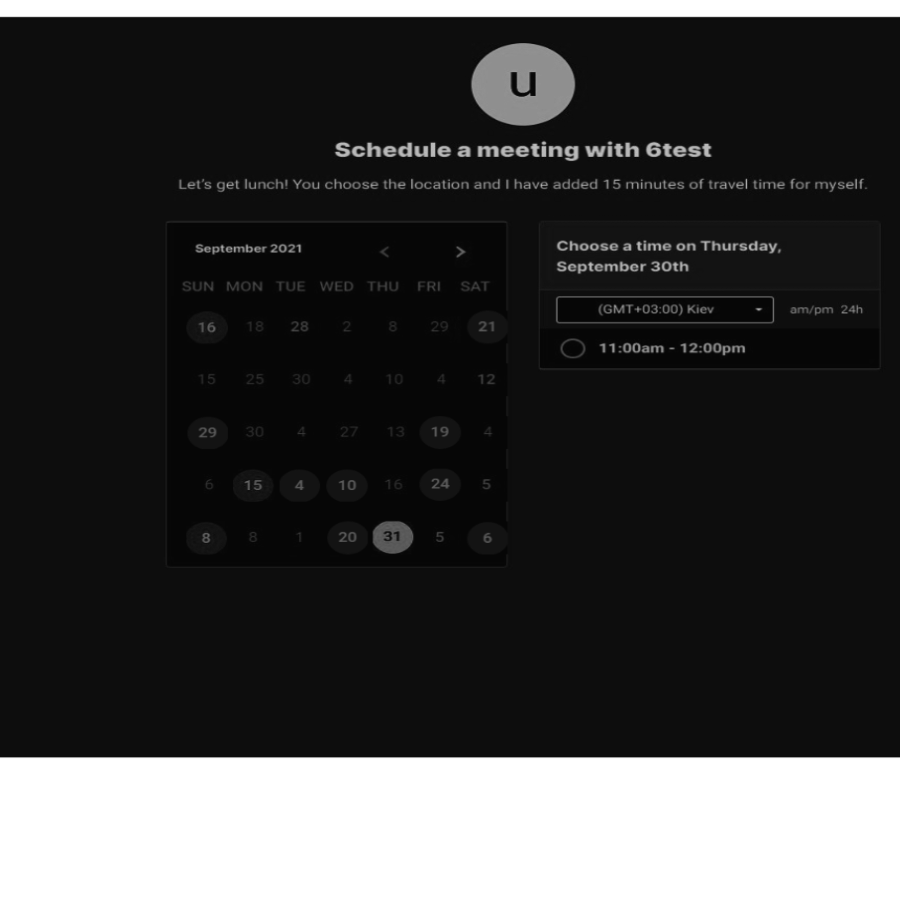 u
Schedule a meeting with 6test
Let's get lunch! You choose the location and I have added 15 minutes of travel time for myself.
September 2021 < >
SUN MON TUE WED THU FRI SAT
16 18 28 2 8 29 21
15 25 30 4 10 4 12
29 30 4 27 13 19 4
6 15 4 10 16 24 5
8 8 1 20 31 5 6
Choose a time on Thursday,
September 30th
(GMT+03:00) Kiev am/pm 24h
11:00am - 12:00pm